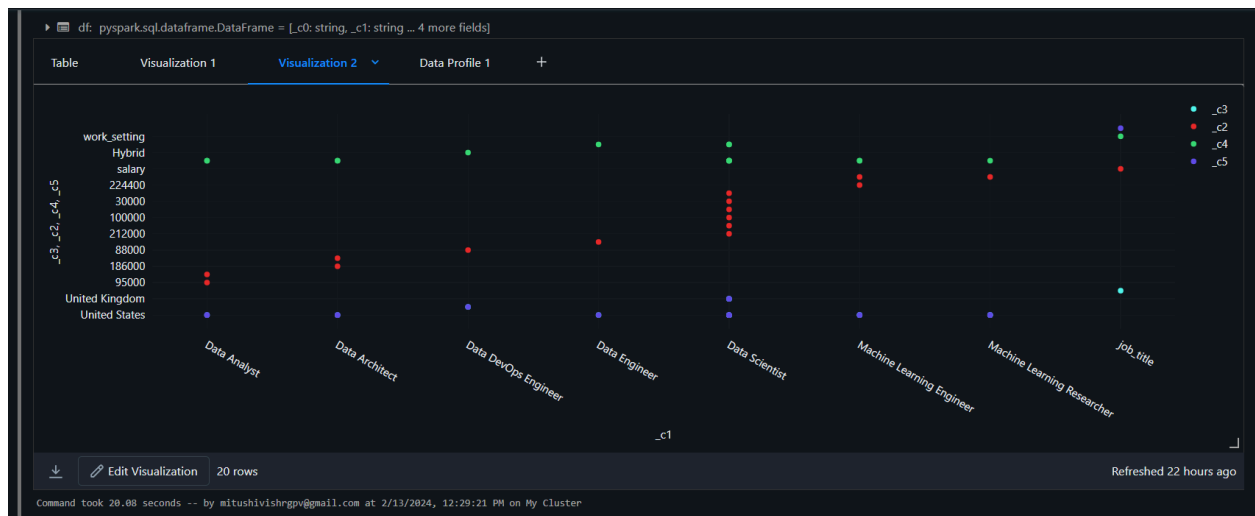 df: pyspark.sql.dataframe.DataFrame = [_c0: string, _c1: string ... 4 more fields]
Table Visualization 1 Visualization 2 Data Profile 1 +
_c3
_c2
_c4
_c5
_c3, _c2, _c4, _c5
work_setting
Hybrid
salary
224400
30000
100000
212000
88000
186000
95000
United Kingdom
United States
Data Analyst
Data Architect
Data DevOps Engineer
Data Engineer
Data Scientist
Machine Learning Engineer
Machine Learning Researcher
job_title
_c1
Edit Visualization 20 rows Refreshed 22 hours ago
Command took 20.08 seconds -- by mitushivishrgpv@gmail.com at 2/13/2024, 12:29:21 PM on My Cluster